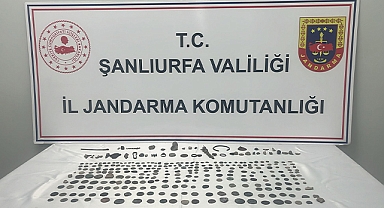 T.C.
ŞANLIURFA VALİLİĞİ
İL JANDARMA KOMUTANLIĞI
JANDARMA